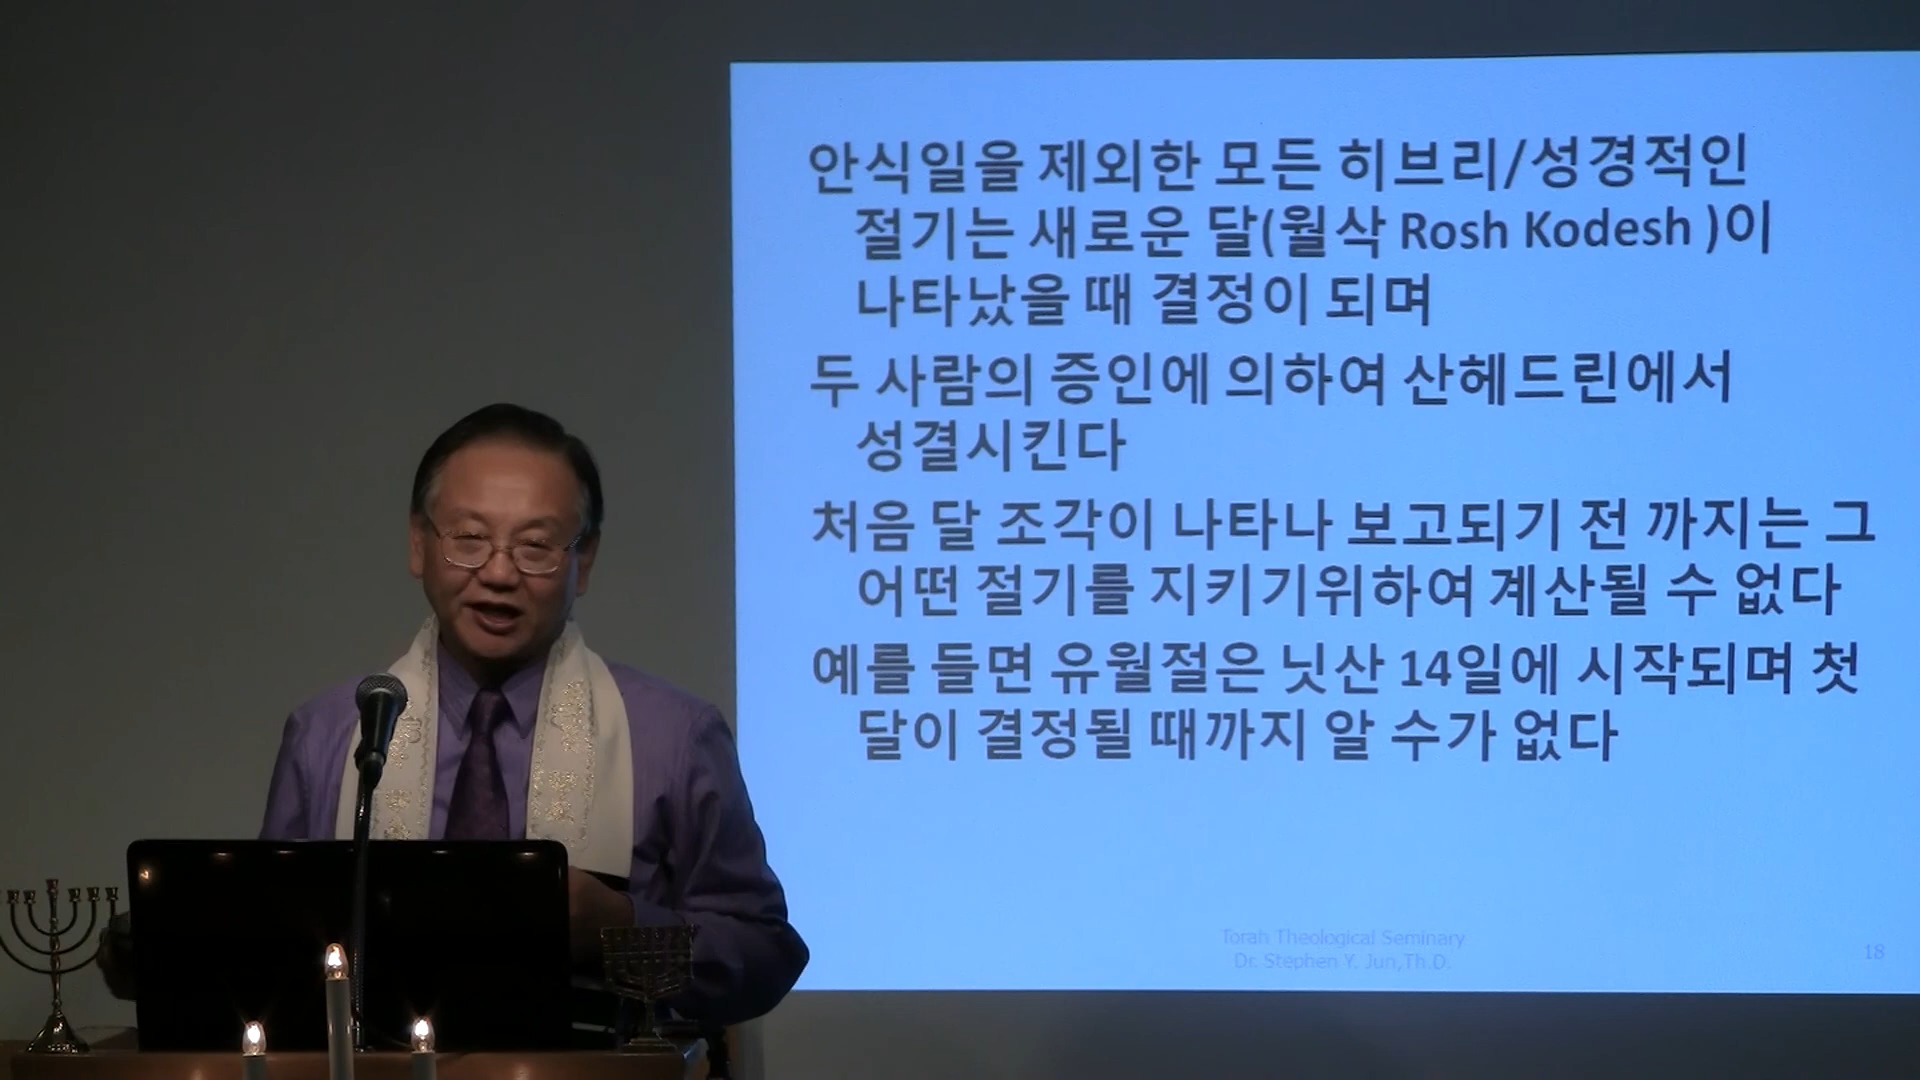 안식일을 제외한 모든 히브리/성경적인
절기는 새로운 달(월삭 Rosh Kodesh )이
나타났을 때 결정이 되며
두 사람의 증인에 의하여 산헤드린에서
성결시킨다
처음 달 조각이 나타나 보고되기 전 까지는 그
어떤 절기를 지키기위하여 계산될 수 없다
예를 들면 유월절은 닛산 14일에 시작되며 첫
달이 결정될 때까지 알 수가 없다
Torah Theological Seminary
Dr. Stephen Y. Jun,Th.D.
18